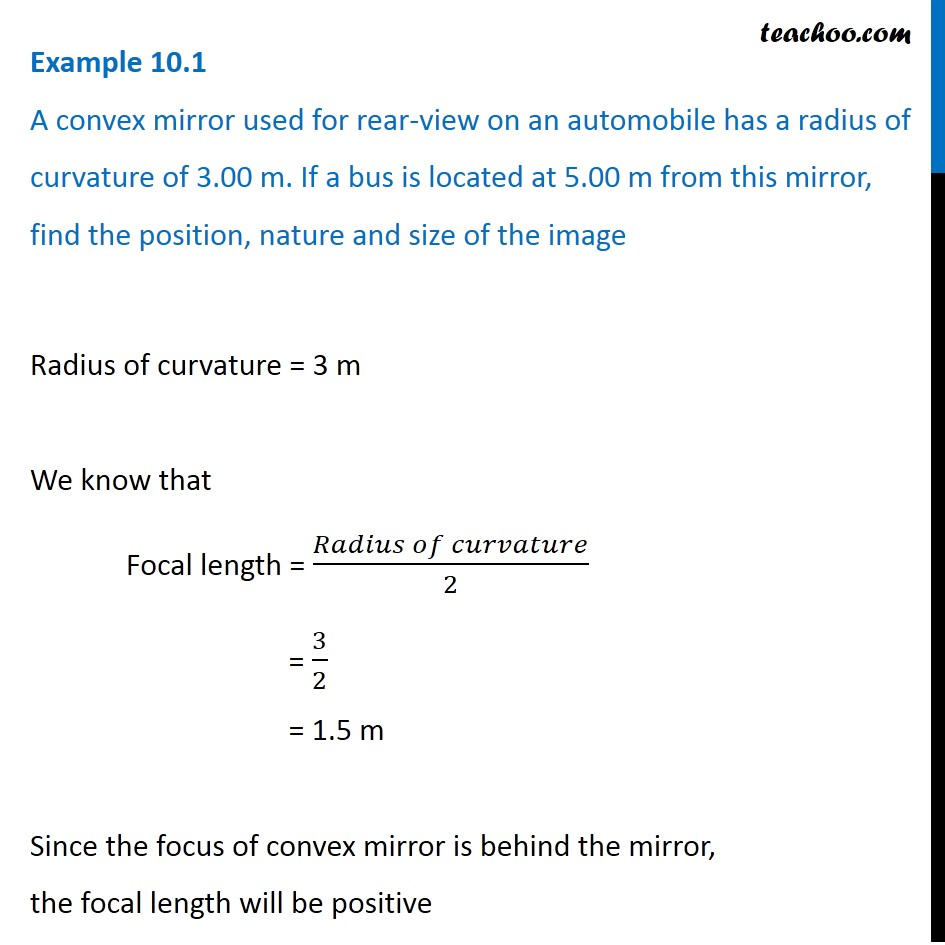 teachoo.com
Example 10.1
A convex mirror used for rear-view on an automobile has a radius of
curvature of 3.00 m. If a bus is located at 5.00 m from this mirror,
find the position, nature and size of the image
Radius of curvature = 3 m
We know that
Focal length = 𝑅𝑎𝑑𝑖𝑢𝑠 𝑜𝑓 𝑐𝑢𝑟𝑣𝑎𝑡𝑢𝑟𝑒/2
= 3/2
= 1.5 m
Since the focus of convex mirror is behind the mirror,
the focal length will be positive